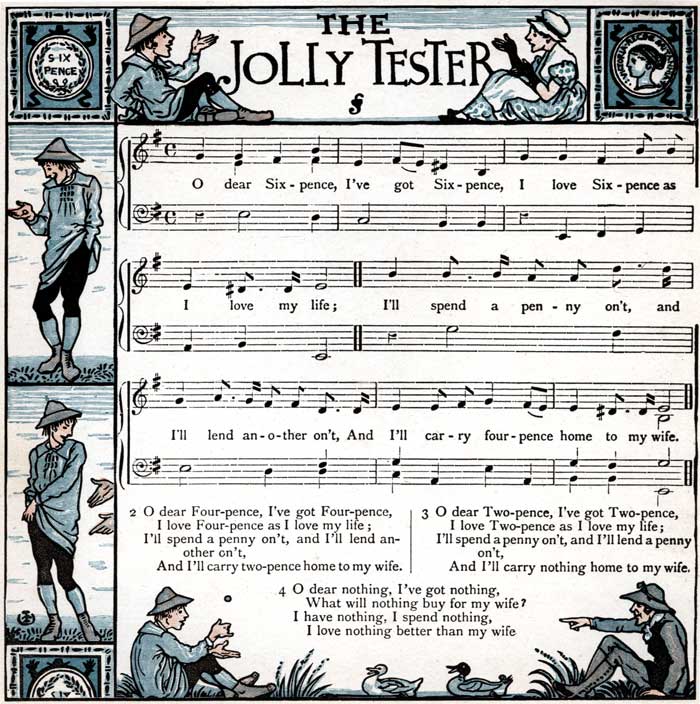 THE
JOLLY TESTER
SIX
PENCE
O dear Six-pence, I've got Six-pence, I love Six-pence as
I love my life; I'll spend a pen-ny on't, and
I'll lend an-o-ther on't, And I'll car-ry four-pence home to my wife.
2 O dear Four-pence, I've got Four-pence,
I love Four-pence as I love my life;
I'll spend a penny on't, and I'll lend an-
other on't,
And I'll carry two-pence home to my wife.
3 O dear Two-pence, I've got Two-pence,
I love Two-pence as I love my life;
I'll spend a penny on't, and I'll lend a penny
on't,
And I'll carry nothing home to my wife.
4 O dear nothing, I've got nothing,
What will nothing buy for my wife?
I have nothing, I spend nothing,
I love nothing better than my wife
SIX